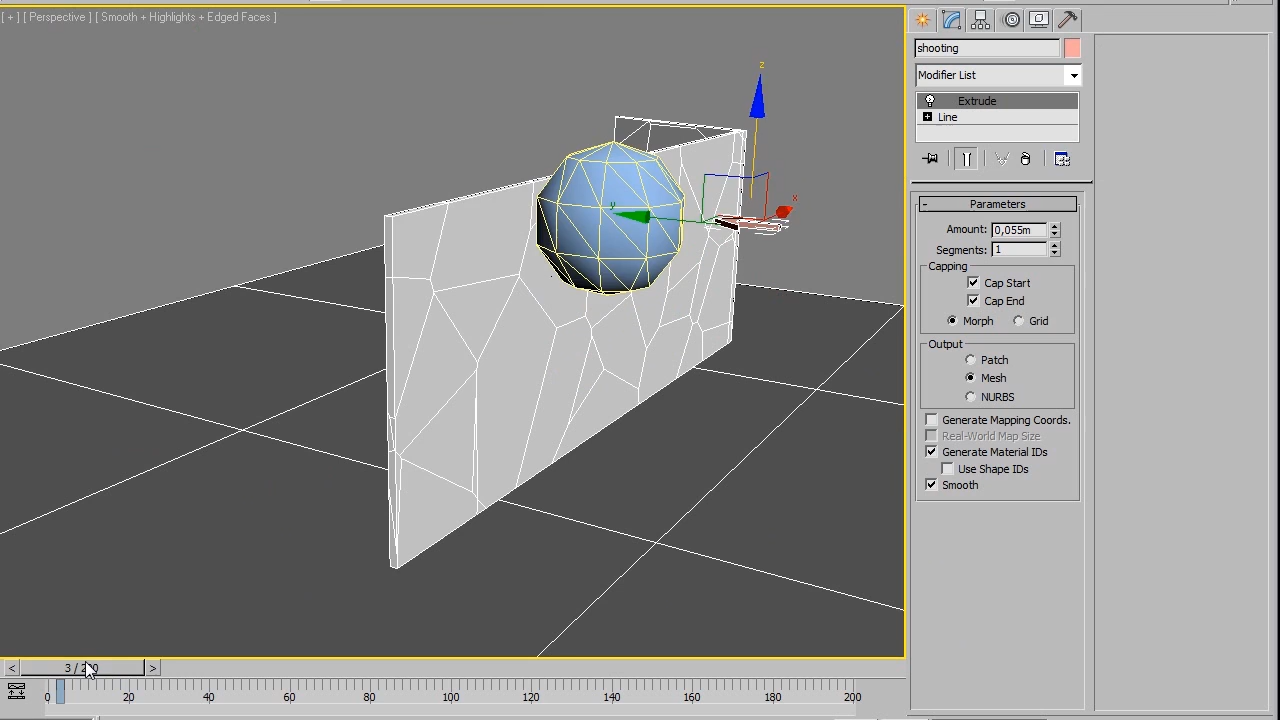 [ + ] [ Perspective ] [ Smooth + Highlights + Edged Faces ]
z
x
y
shooting
Modifier List
Extrude
Line
- Parameters
Amount: 0,055m
Segments: 1
Capping
Cap Start
Cap End
Morph Grid
Output
Patch
Mesh
NURBS
Generate Mapping Coords.
Real-World Map Size
Generate Material IDs
Use Shape IDs
Smooth
< 3 / 200 >
0 20 40 60 80 100 120 140 160 180 200